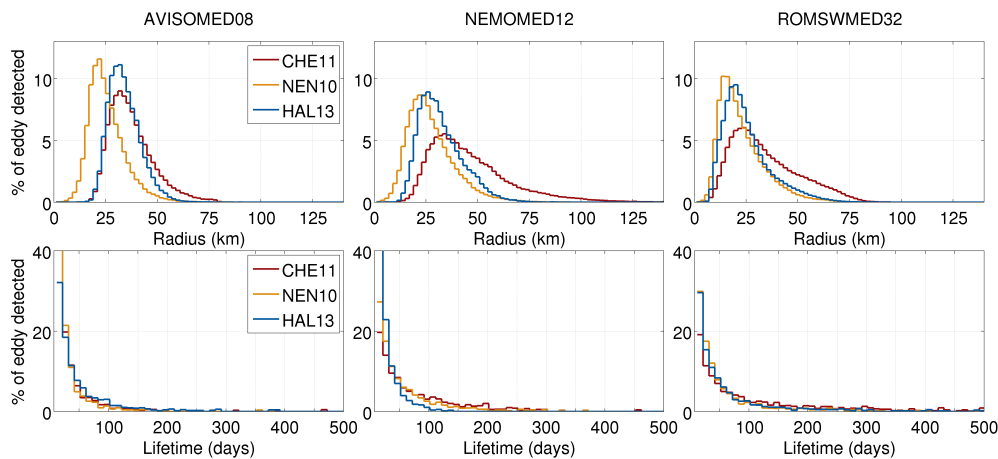 AVISOMED08 NEMOMED12 ROMSWMED32
% of eddy detected
10
5
0
CHE11
NEN10
HAL13
10
5
0
10
5
0
0 25 50 75 100 125
0 25 50 75 100 125
0 25 50 75 100 125
Radius (km) Radius (km) Radius (km)
% of eddy detected
40
20
0
CHE11
NEN10
HAL13
40
20
0
40
20
0
100 200 300 400 500
100 200 300 400 500
100 200 300 400 500
Lifetime (days) Lifetime (days) Lifetime (days)